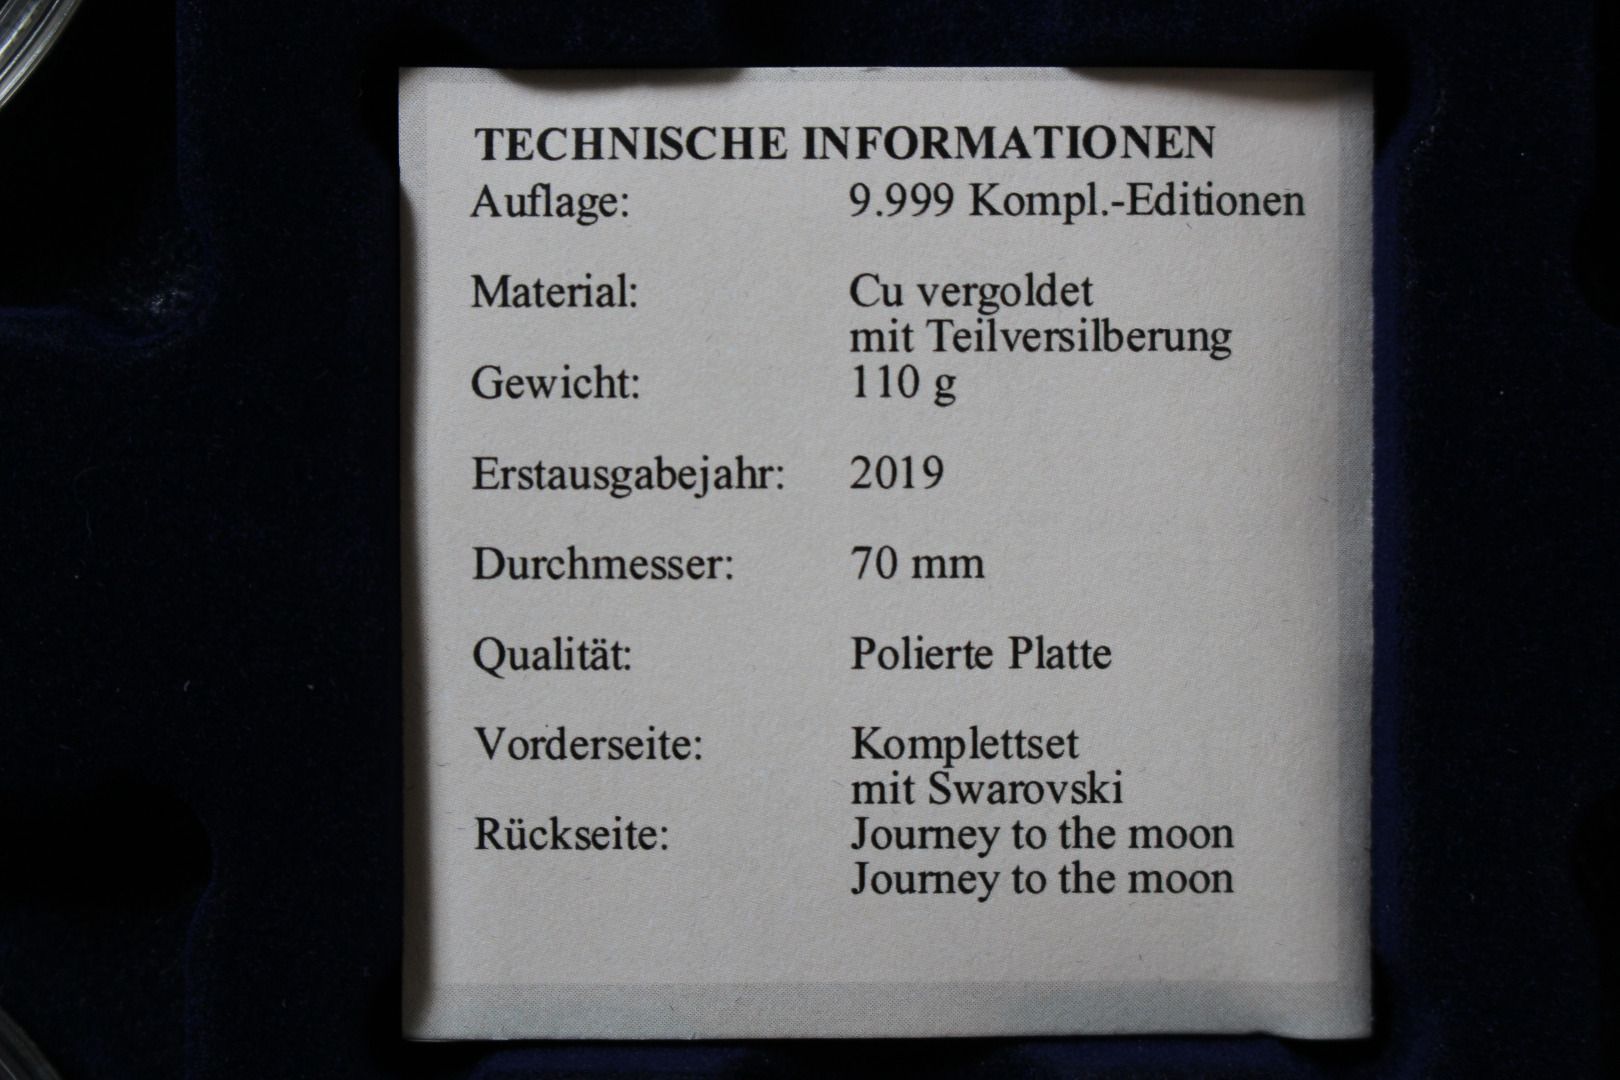 TECHNISCHE INFORMATIONEN
Auflage: 9.999 Kompl.-Editionen
Material: Cu vergoldet
mit Teilversilberung
Gewicht: 110 g
Erstausgabejahr: 2019
Durchmesser: 70 mm
Qualität: Polierte Platte
Vorderseite: Komplettset
mit Swarovski
Rückseite: Journey to the moon
Journey to the moon